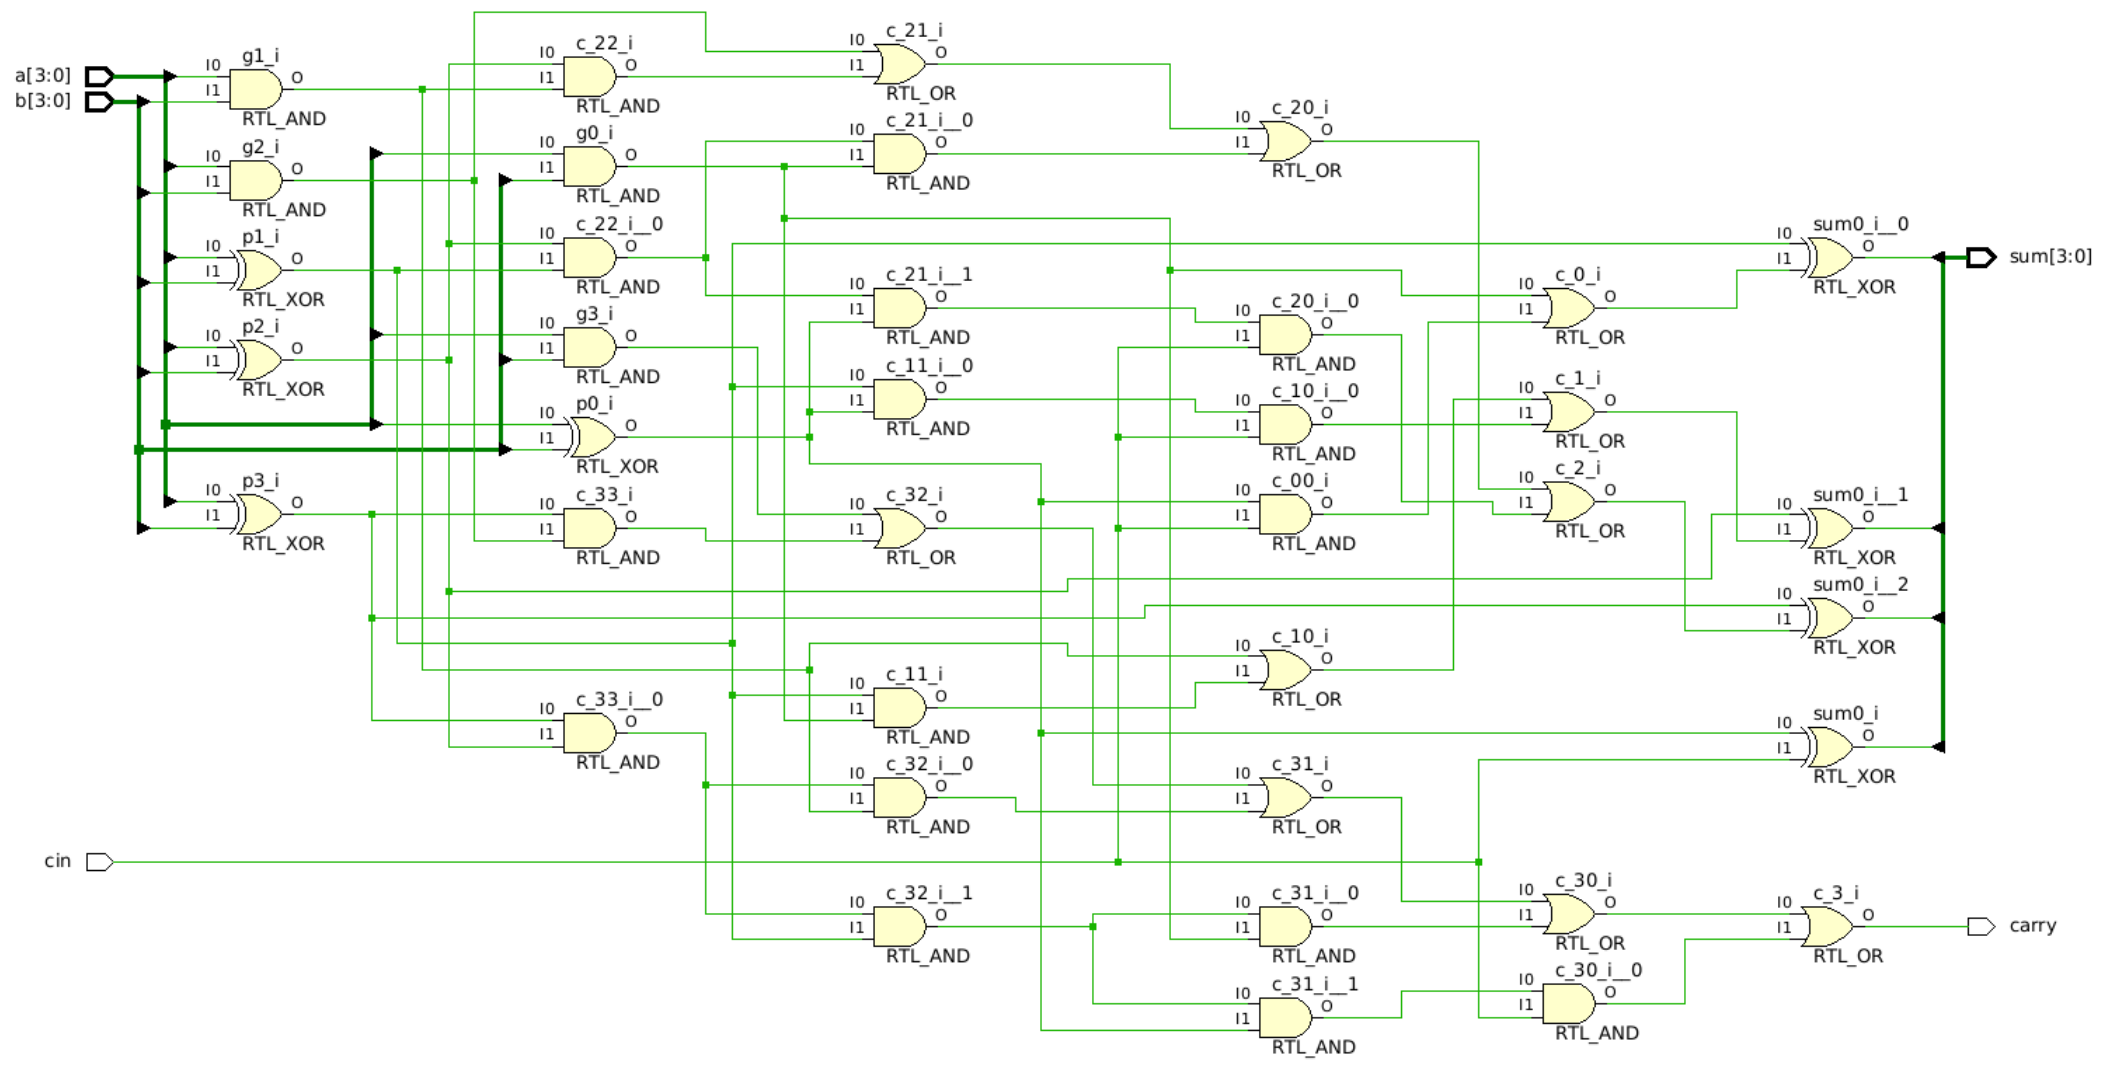 a[3:0]
b[3:0]
cin
g1_i
I0
I1
O
RTL_AND
g2_i
I0
I1
O
RTL_AND
p1_i
I0
I1
O
RTL_XOR
p2_i
I0
I1
O
RTL_XOR
p3_i
I0
I1
O
RTL_XOR
c_22_i
I0
I1
O
RTL_AND
g0_i
I0
I1
O
RTL_AND
c_22_i__0
I0
I1
O
RTL_AND
g3_i
I0
I1
O
RTL_AND
p0_i
I0
I1
O
RTL_XOR
c_33_i
I0
I1
O
RTL_AND
c_33_i__0
I0
I1
O
RTL_AND
c_21_i
I0
I1
O
RTL_OR
c_21_i__0
I0
I1
O
RTL_AND
c_21_i__1
I0
I1
O
RTL_AND
c_11_i__0
I0
I1
O
RTL_AND
c_32_i
I0
I1
O
RTL_OR
c_11_i
I0
I1
O
RTL_AND
c_32_i__0
I0
I1
O
RTL_AND
c_32_i__1
I0
I1
O
RTL_AND
c_20_i
I0
I1
O
RTL_OR
c_20_i__0
I0
I1
O
RTL_AND
c_10_i__0
I0
I1
O
RTL_AND
c_00_i
I0
I1
O
RTL_AND
c_10_i
I0
I1
O
RTL_OR
c_31_i
I0
I1
O
RTL_OR
c_31_i__0
I0
I1
O
RTL_AND
c_31_i__1
I0
I1
O
RTL_AND
c_0_i
I0
I1
O
RTL_OR
c_1_i
I0
I1
O
RTL_OR
c_2_i
I0
I1
O
RTL_OR
c_30_i
I0
I1
O
RTL_OR
c_30_i__0
I0
I1
O
RTL_AND
sum0_i__0
I0
I1
O
RTL_XOR
sum0_i__1
I0
I1
O
RTL_XOR
sum0_i__2
I0
I1
O
RTL_XOR
sum0_i
I0
I1
O
RTL_XOR
c_3_i
I0
I1
O
RTL_OR
sum[3:0]
carry